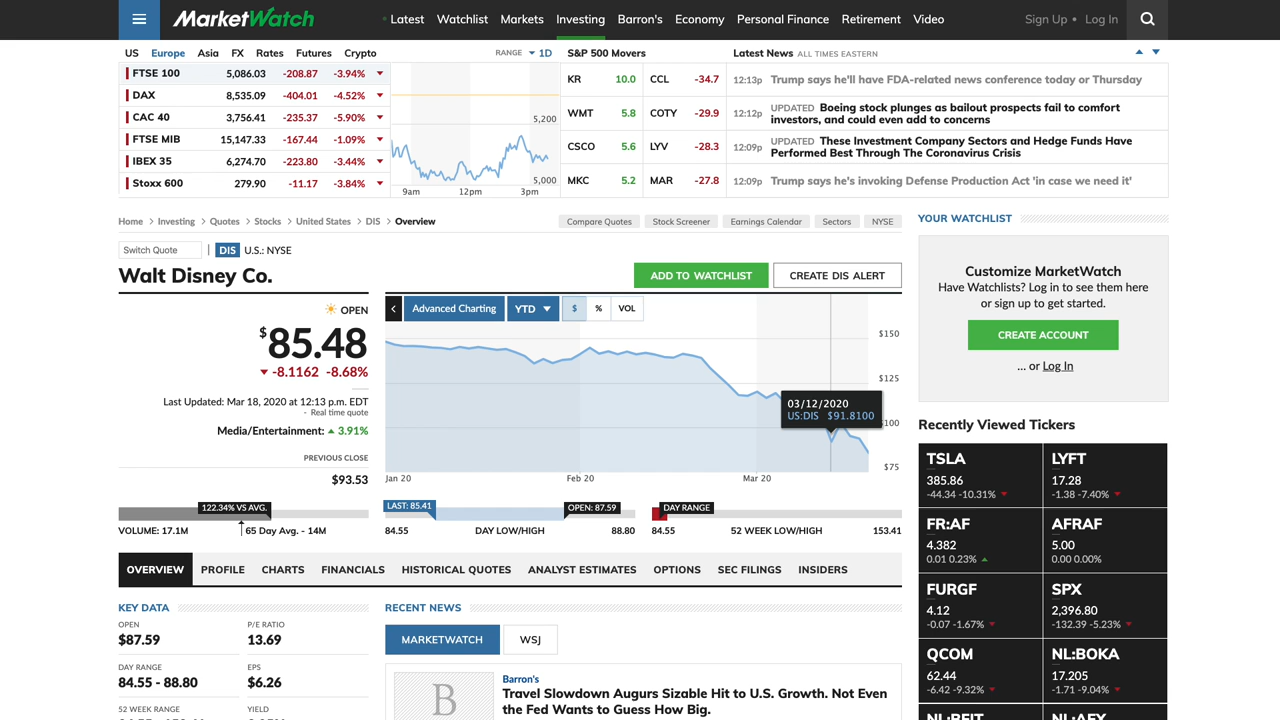 MarketWatch
Latest Watchlist Markets Investing Barron's Economy Personal Finance Retirement Video
Sign Up • Log In
US Europe Asia FX Rates Futures Crypto
RANGE 1D
FTSE 100 5,086.03 -208.87 -3.94%
DAX 8,535.09 -404.01 -4.52%
CAC 40 3,756.41 -235.37 -5.90%
FTSE MIB 15,147.33 -167.44 -1.09%
IBEX 35 6,274.70 -223.80 -3.44%
Stoxx 600 279.90 -11.17 -3.84%
5,200
5,000
9am 12pm 3pm
S&P 500 Movers
KR 10.0 CCL -34.7
WMT 5.8 COTY -29.9
CSCO 5.6 LYV -28.3
MKC 5.2 MAR -27.8
Latest News ALL TIMES EASTERN
12:13p Trump says he'll have FDA-related news conference today or Thursday
12:12p UPDATED Boeing stock plunges as bailout prospects fail to comfort
investors, and could even add to concerns
12:09p UPDATED These Investment Company Sectors and Hedge Funds Have
Performed Best Through The Coronavirus Crisis
12:09p Trump says he's invoking Defense Production Act 'in case we need it'
Home > Investing > Quotes > Stocks > United States > DIS > Overview
Compare Quotes Stock Screener Earnings Calendar Sectors NYSE
Switch Quote | DIS U.S.: NYSE
Walt Disney Co.
ADD TO WATCHLIST CREATE DIS ALERT
OPEN
$85.48
-8.1162 -8.68%
Last Updated: Mar 18, 2020 at 12:13 p.m. EDT
- Real time quote
Media/Entertainment: 3.91%
PREVIOUS CLOSE
$93.53
< Advanced Charting YTD $ % VOL
$150
$125
$100
$75
03/12/2020
US:DIS $91.8100
Jan 20 Feb 20 Mar 20
122.34% VS AVG.
VOLUME: 17.1M 65 Day Avg. - 14M
LAST: 85.41 OPEN: 87.59
84.55 DAY LOW/HIGH 88.80
DAY RANGE
84.55 52 WEEK LOW/HIGH 153.41
OVERVIEW PROFILE CHARTS FINANCIALS HISTORICAL QUOTES ANALYST ESTIMATES OPTIONS SEC FILINGS INSIDERS
KEY DATA
OPEN P/E RATIO
$87.59 13.69
DAY RANGE EPS
84.55 - 88.80 $6.26
52 WEEK RANGE YIELD
RECENT NEWS
MARKETWATCH WSJ
B
Barron's
Travel Slowdown Augurs Sizable Hit to U.S. Growth. Not Even
the Fed Wants to Guess How Big.
YOUR WATCHLIST
Customize MarketWatch
Have Watchlists? Log in to see them here
or sign up to get started.
CREATE ACCOUNT
... or Log In
Recently Viewed Tickers
TSLA LYFT
385.86 17.28
-44.34 -10.31% -1.38 -7.40%
FR:AF AFRAF
4.382 5.00
0.01 0.23% 0.00 0.00%
FURGF SPX
4.12 2,396.80
-0.07 -1.67% -132.39 -5.23%
QCOM NL:BOKA
62.44 17.205
-6.42 -9.32% -1.71 -9.04%